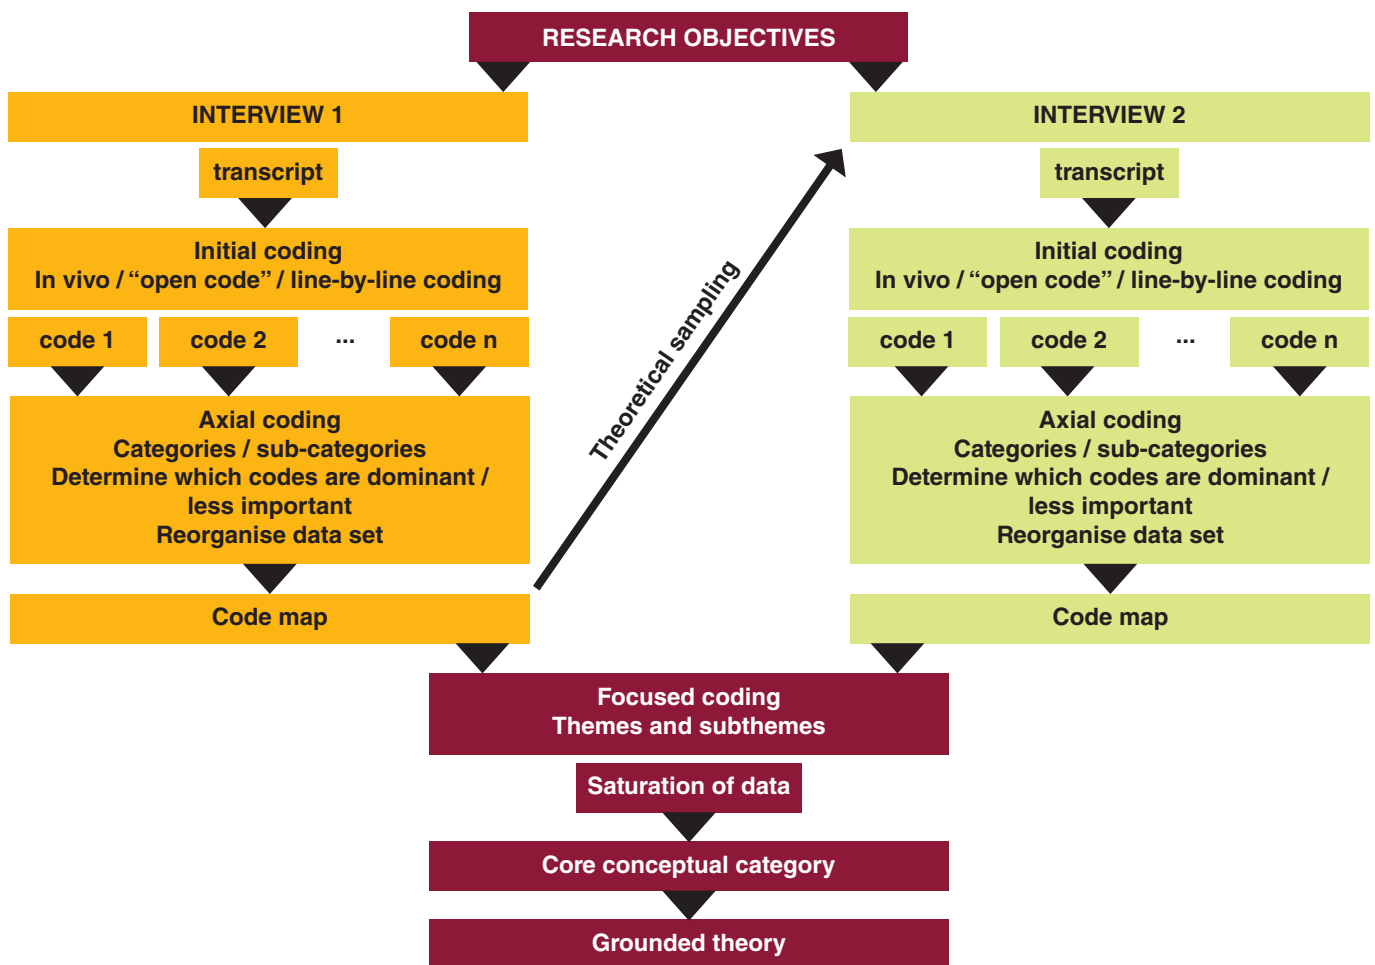 RESEARCH OBJECTIVES
INTERVIEW 1
transcript
Initial coding
In vivo / “open code” / line-by-line coding
code 1
code 2
...
code n
Axial coding
Categories / sub-categories
Determine which codes are dominant /
less important
Reorganise data set
Code map
Theoretical sampling
INTERVIEW 2
transcript
Initial coding
In vivo / “open code” / line-by-line coding
code 1
code 2
...
code n
Axial coding
Categories / sub-categories
Determine which codes are dominant /
less important
Reorganise data set
Code map
Focused coding
Themes and subthemes
Saturation of data
Core conceptual category
Grounded theory